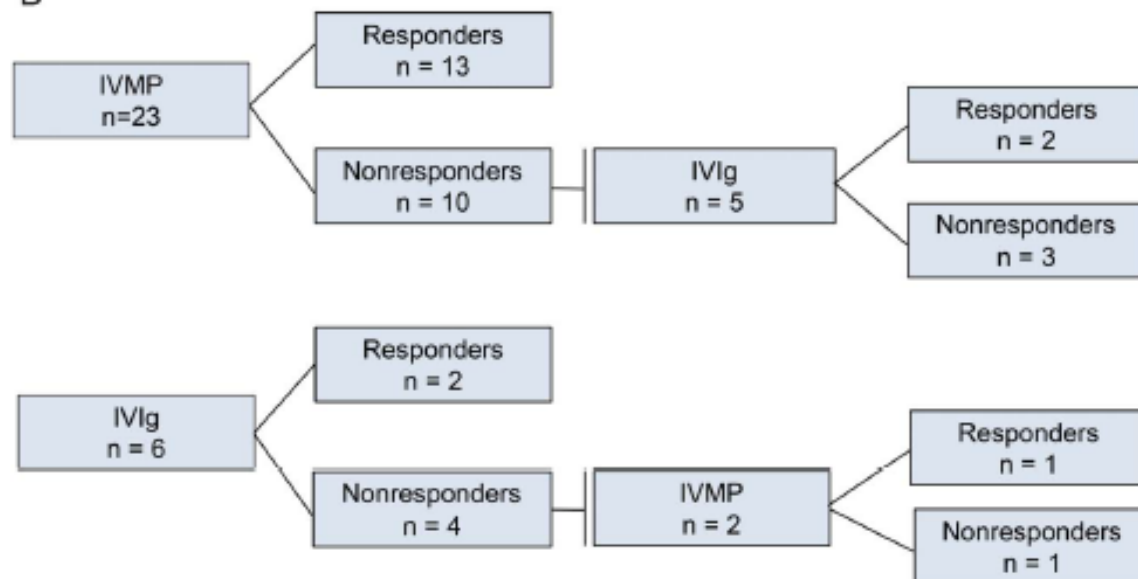 IVMP
n=23
Responders
n = 13
Nonresponders
n = 10
IVIg
n = 5
Responders
n = 2
Nonresponders
n = 3
IVIg
n = 6
Responders
n = 2
Nonresponders
n = 4
IVMP
n = 2
Responders
n = 1
Nonresponders
n = 1